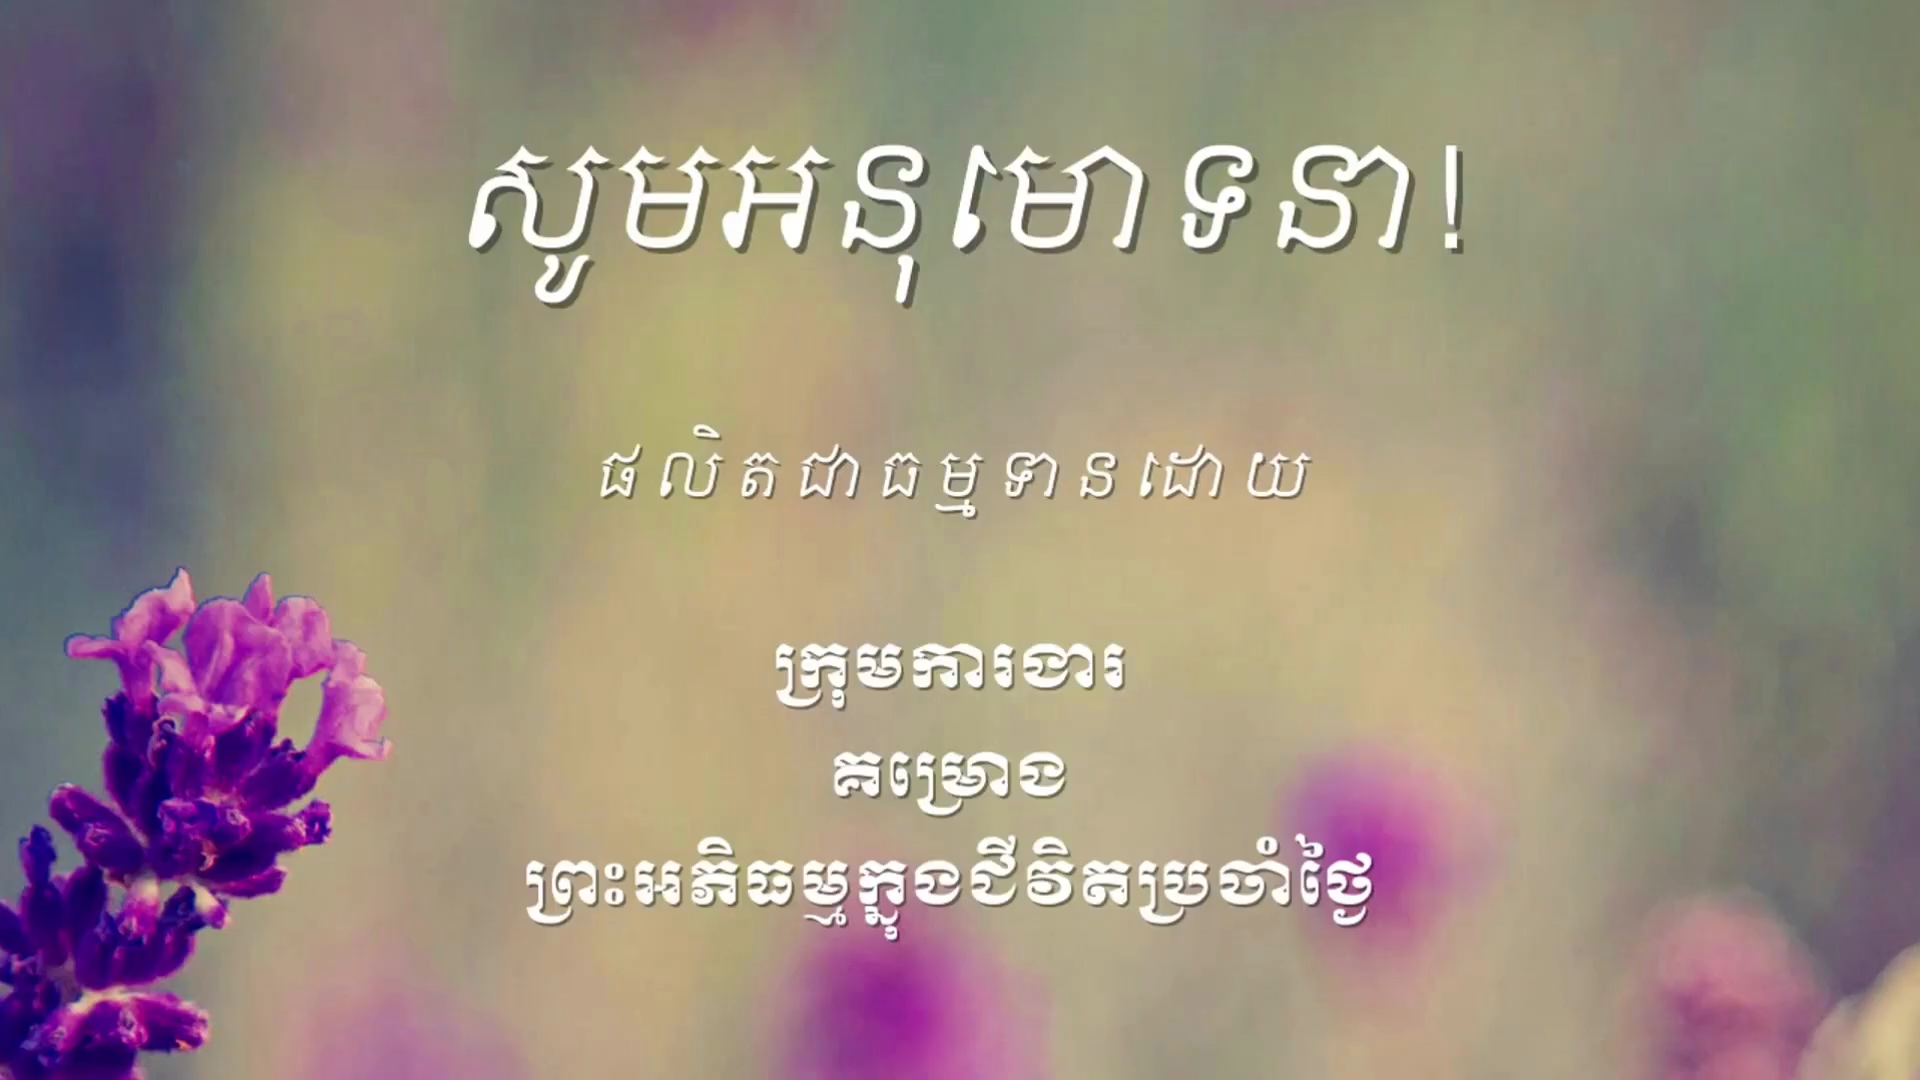 សូមអនុមោទនា!
ផលិតជាធម្មទានដោយ
ក្រុមការងារ
គម្រោង
ព្រះអភិធម្មក្នុងជីវិតប្រចាំថ្ងៃ